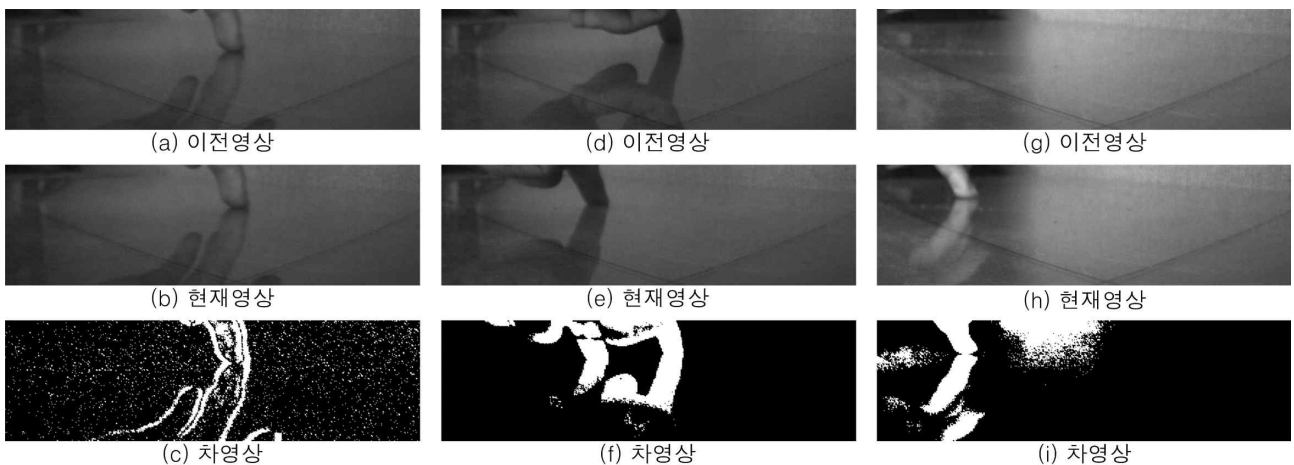 (a) 이전영상
(d) 이전영상
(g) 이전영상
(b) 현재영상
(e) 현재영상
(h) 현재영상
(c) 차영상
(f) 차영상
(i) 차영상